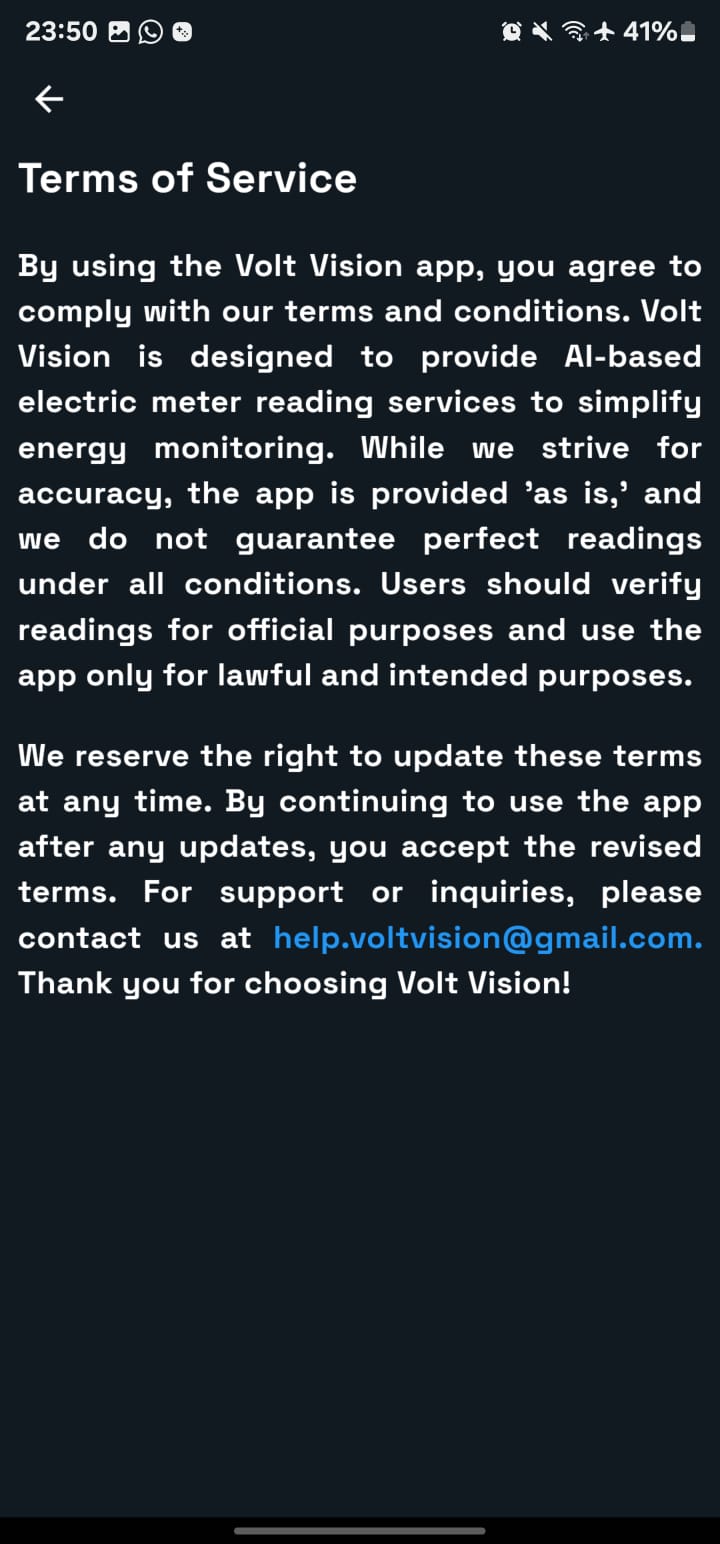 23:50
41%
Terms of Service
By using the Volt Vision app, you agree to
comply with our terms and conditions. Volt
Vision is designed to provide AI-based
electric meter reading services to simplify
energy monitoring. While we strive for
accuracy, the app is provided ’as is,’ and
we do not guarantee perfect readings
under all conditions. Users should verify
readings for official purposes and use the
app only for lawful and intended purposes.
We reserve the right to update these terms
at any time. By continuing to use the app
after any updates, you accept the revised
terms. For support or inquiries, please
contact us at help.voltvision@gmail.com.
Thank you for choosing Volt Vision!